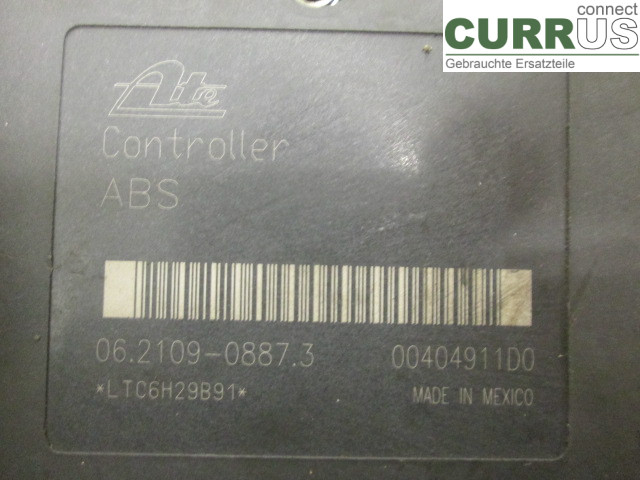 connect
CURRUS
Gebrauchte Ersatzteile
Ate
Controller
ABS
06.2109-0887.3 00404911D0
*LTC6H29B91* MADE IN MEXICO